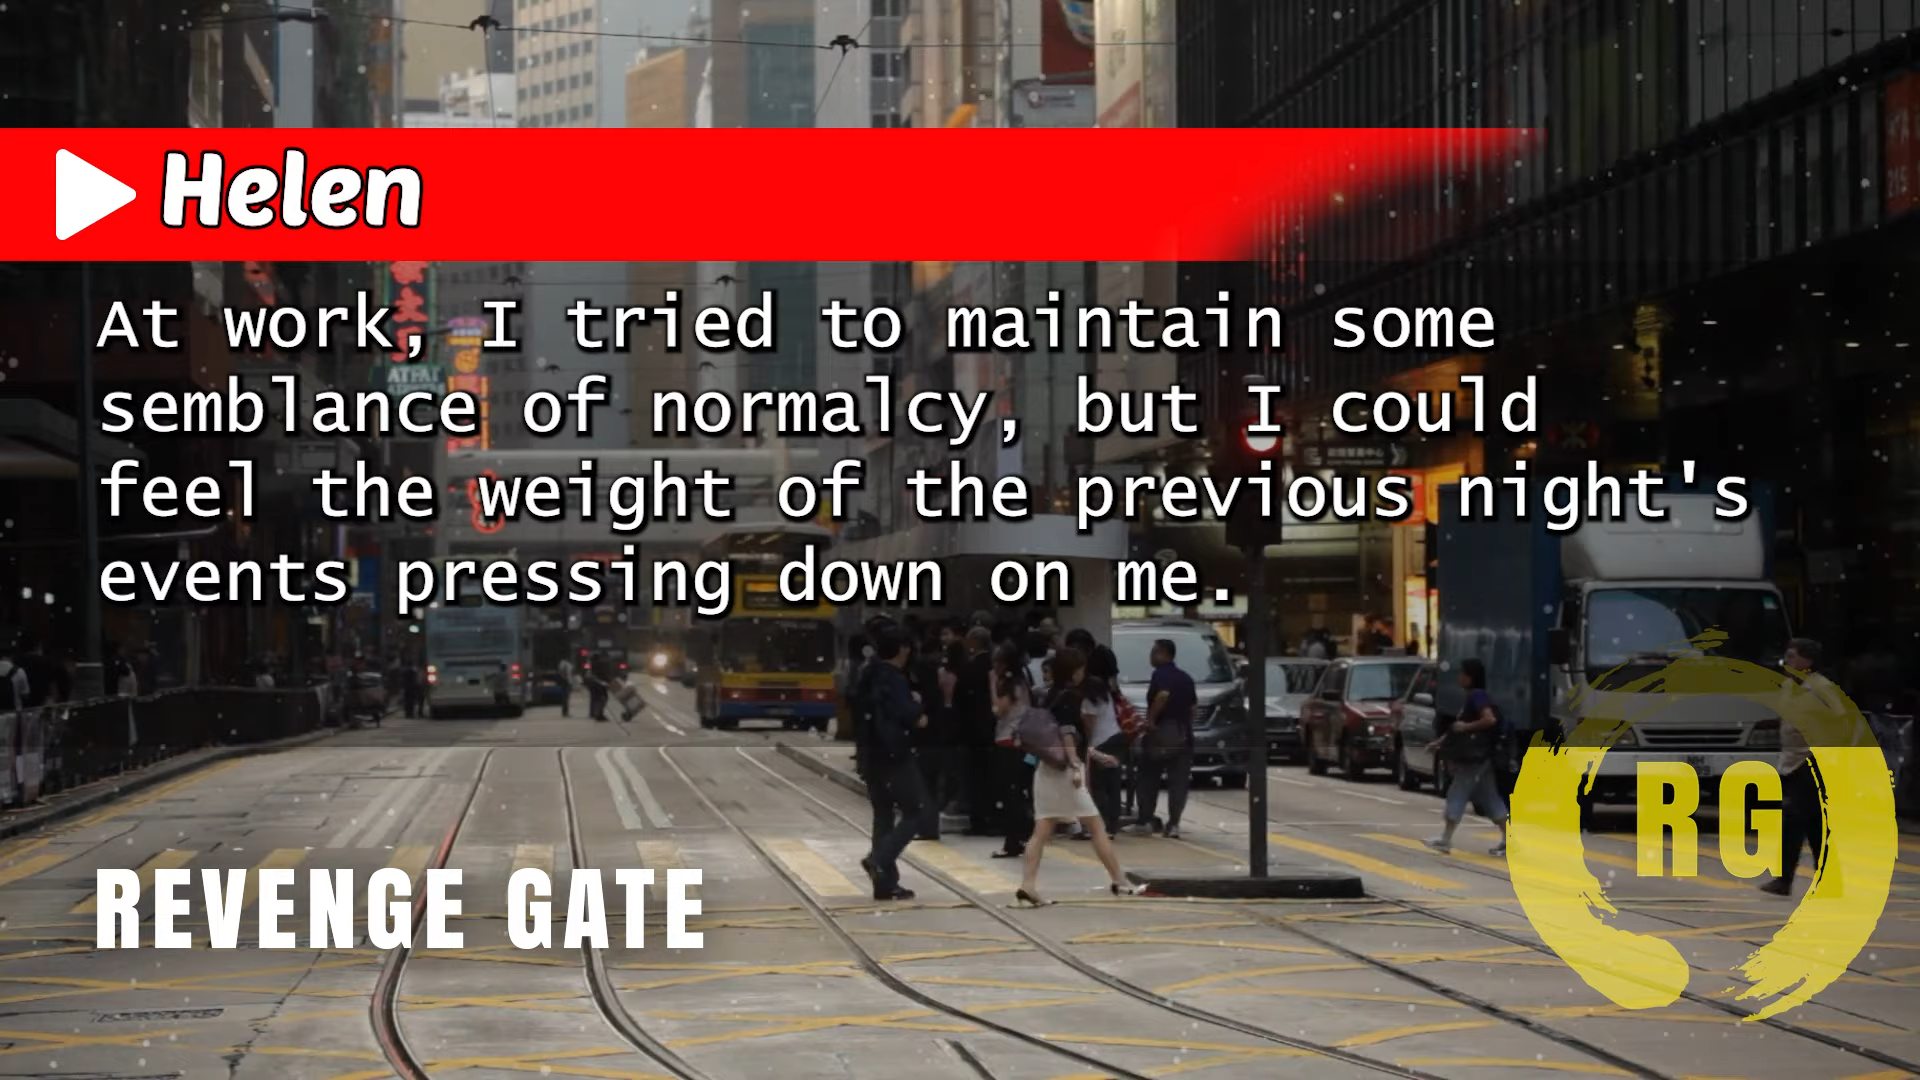 Helen
At work, I tried to maintain some
semblance of normalcy, but I could
feel the weight of the previous night's
events pressing down on me.
REVENGE GATE
RG